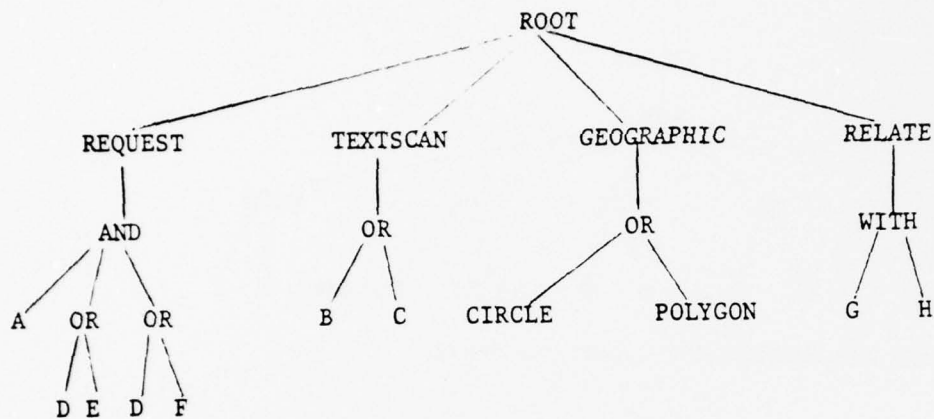 ROOT
REQUEST TEXTSCAN GEOGRAPHIC RELATE
AND OR OR WITH
A OR OR B C CIRCLE POLYGON G H
D E D F